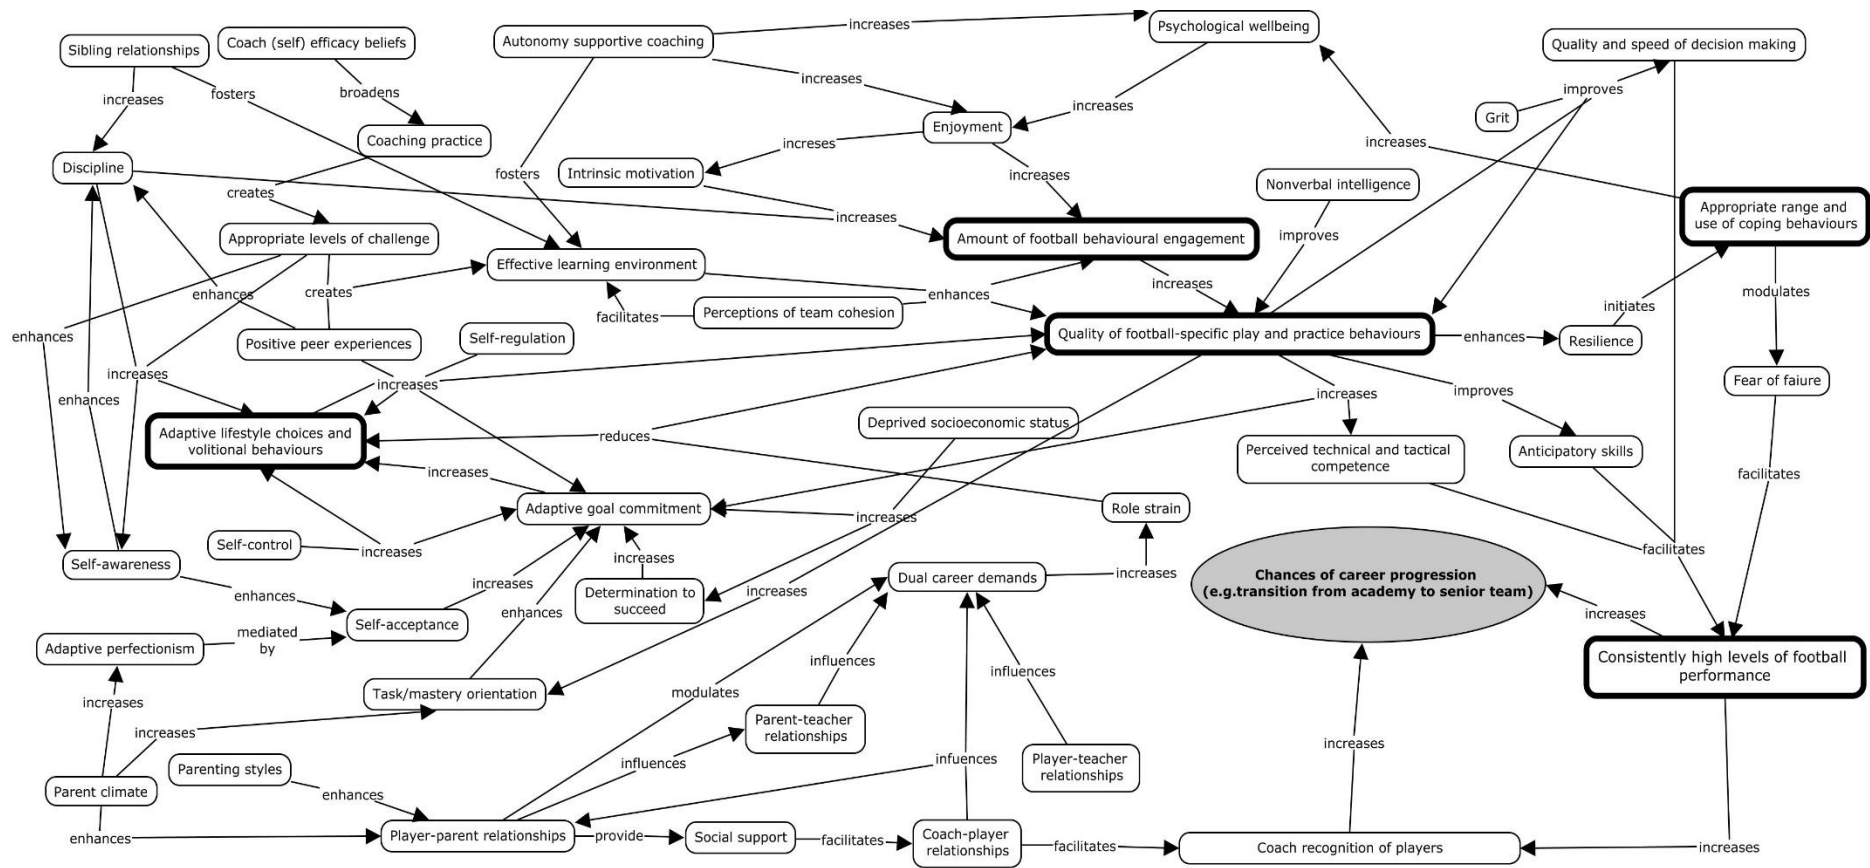 increases
Psychological wellbeing
Sibling relationships
Coach (self) efficacy beliefs
Autonomy supportive coaching
Quality and speed of decision making
increases
fosters
broadens
increases
increases
improves
Grit
Enjoyment
Coaching practice
increses
increases
Discipline
fosters
Intrinsic motivation
increases
Nonverbal intelligence
creates
increases
Appropriate range and
use of coping behaviours
Appropriate levels of challenge
Amount of football behavioural engagement
improves
Effective learning environment
enhances
creates
enhances
increases
modulates
initiates
facilitates
Perceptions of team cohesion
enhances
Positive peer experiences
Self-regulation
Quality of football-specific play and practice behaviours
enhances
Resilience
increases
enhances
increases
increases
improves
Fear of faiure
Adaptive lifestyle choices and
volitional behaviours
reduces
Deprived socioeconomic status
Perceived technical and tactical
competence
Anticipatory skills
increases
facilitates
Adaptive goal commitment
increases
Role strain
Self-control
increases
facilitates
Self-awareness
increases
increases
Determination to
succeed
increases
Dual career demands
increases
Chances of career progression
(e.g.transition from academy to senior team)
enhances
enhances
increases
Self-acceptance
mediated
by
Adaptive perfectionism
Consistently high levels of football
performance
influences
influences
Task/mastery orientation
modulates
increases
increases
Parent-teacher
relationships
increases
Parenting styles
influences
infuences
Player-teacher
relationships
Parent climate
enhances
enhances
Player-parent relationships
provide
Social support
facilitates
Coach-player
relationships
facilitates
Coach recognition of players
increases